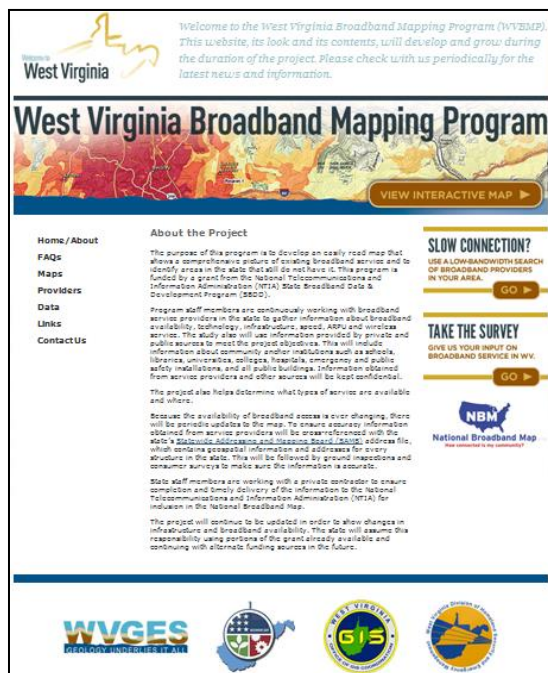 Welcome to the West Virginia Broadband Mapping Program (WVBMP).
This website, its look and its contents, will develop and grow during
the duration of the project. Please check with us periodically for the
latest news and information.
Welcome to
West Virginia
West Virginia Broadband Mapping Program
VIEW INTERACTIVE MAP
Home/About
FAQs
Maps
Providers
Data
Links
Contact Us
About the Project
The purpose of this program is to develop an easily read map that
shows a comprehensive picture of existing broadband service and to
identify areas in the state that still do not have it. This program is
funded by a grant from the National Telecommunications and
Information Administration (NTIA) State Broadband Data &
Development Program (SBDD).
Program staff members are continuously working with broadband
service providers in the state to gather information about broadband
availability, technology, infrastructure, speed, ARPU and wireless
service. The study also will use information provided by private and
public sources to meet the project objectives. This will include
information about community anchor institutions such as schools,
libraries, universities, colleges, hospitals, emergency and public
safety installations, and all public buildings. Information obtained
from service providers and other sources will be kept confidential.
The project also helps determine what types of service are available
and where.
Because the availability of broadband access is ever changing, there
will be periodic updates to the map. To ensure accuracy information
obtained from service providers will be cross-referenced with the
state's Statewide Addressing and Mapping Board (SAMB) address file,
which contains geospatial information and addresses for every
structure in the state. This will be followed by ground inspections and
consumer surveys to make sure the information is accurate.
State staff members are working with a private contractor to ensure
completion and timely delivery of the information to the National
Telecommunications and Information Administration (NTIA) for
inclusion in the National Broadband Map.
The project will continue to be updated in order to show changes in
infrastructure and broadband availability. The state will assume this
responsibility using portions of the grant already available and
continuing with alternate funding sources in the future.
SLOW CONNECTION?
USE A LOW-BANDWIDTH SEARCH
OF BROADBAND PROVIDERS
IN YOUR AREA.
GO
TAKE THE SURVEY
GIVE US YOUR INPUT ON
BROADBAND SERVICE IN WV.
GO
NBM
National Broadband Map
How connected is my community?
WVGES
GEOLOGY UNDERLIES IT ALL
WEST VIRGINIA
GIS
OFFICE OF GIS COORDINATION
West Virginia Division of Homeland Security and Emergency Management